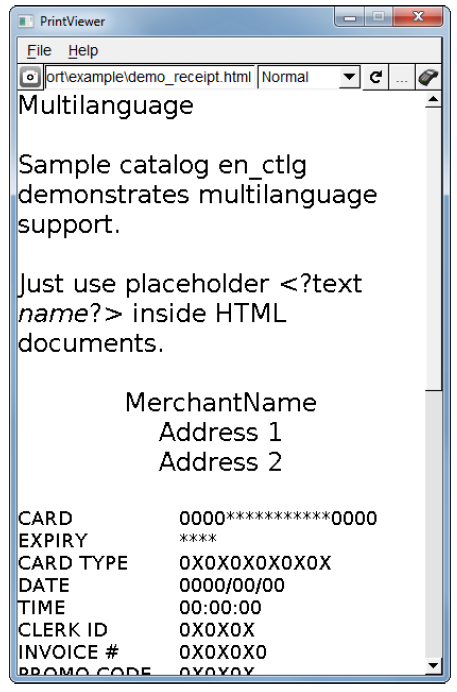 PrintViewer
File Help
ort\example\demo_receipt.html Normal ...
Multilanguage
Sample catalog en_ctlg
demonstrates multilanguage
support.
Just use placeholder <?text
name?> inside HTML
documents.
MerchantName
Address 1
Address 2
CARD 0000***********0000
EXPIRY ****
CARD TYPE 0X0X0X0X0X0X
DATE 0000/00/00
TIME 00:00:00
CLERK ID 0X0X0X
INVOICE # 0X0X0X0
PROMO CODE 0X0X0X